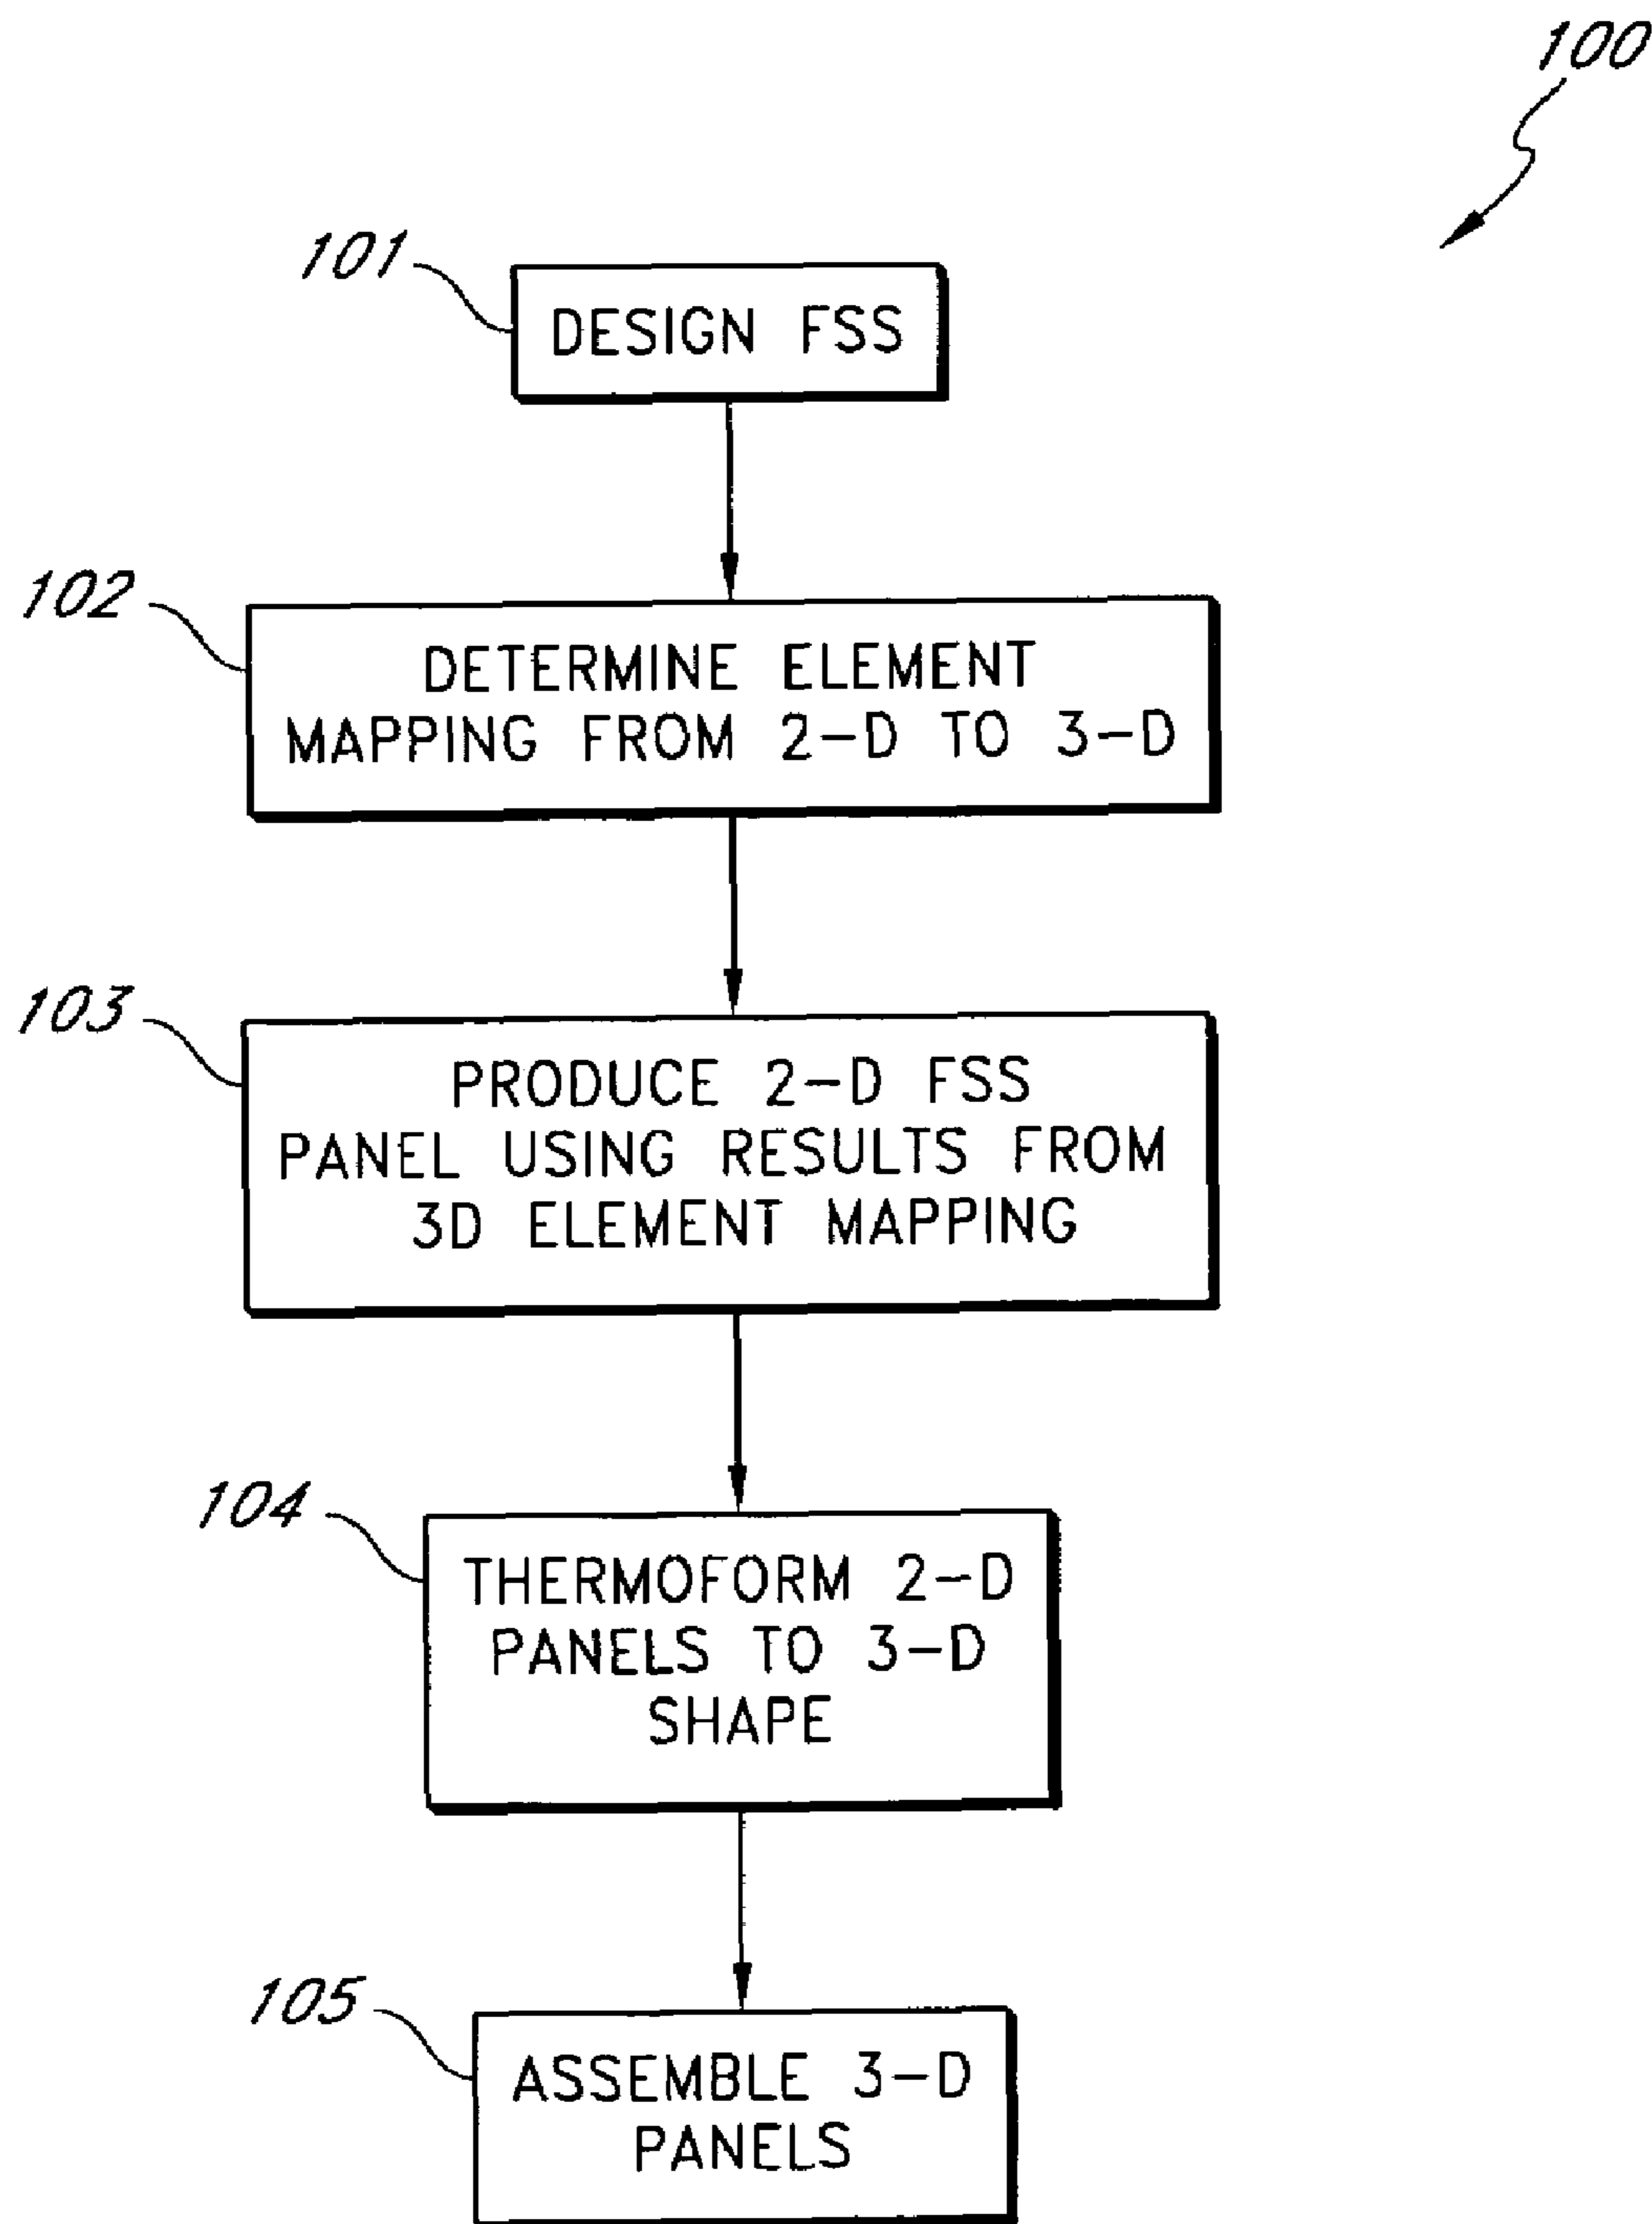 100
101
DESIGN FSS
102
DETERMINE ELEMENT
MAPPING FROM 2-D TO 3-D
103
PRODUCE 2-D FSS
PANEL USING RESULTS FROM
3D ELEMENT MAPPING
104
THERMOFORM 2-D
PANELS TO 3-D
SHAPE
105
ASSEMBLE 3-D
PANELS